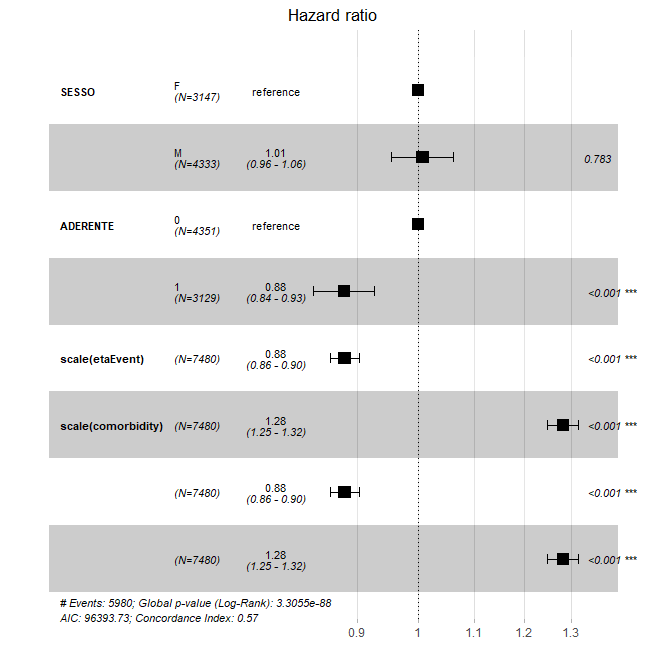 Hazard ratio
SESSO
F
(N=3147)
reference
M
(N=4333)
1.01
(0.96 - 1.06)
0.783
ADERENTE
0
(N=4351)
reference
1
(N=3129)
0.88
(0.84 - 0.93)
<0.001 ***
scale(etaEvent)
(N=7480)
0.88
(0.86 - 0.90)
<0.001 ***
scale(comorbidity)
(N=7480)
1.28
(1.25 - 1.32)
<0.001 ***
(N=7480)
0.88
(0.86 - 0.90)
<0.001 ***
(N=7480)
1.28
(1.25 - 1.32)
<0.001 ***
# Events: 5980; Global p-value (Log-Rank): 3.3055e-88
AIC: 96393.73; Concordance Index: 0.57
0.9 1 1.1 1.2 1.3